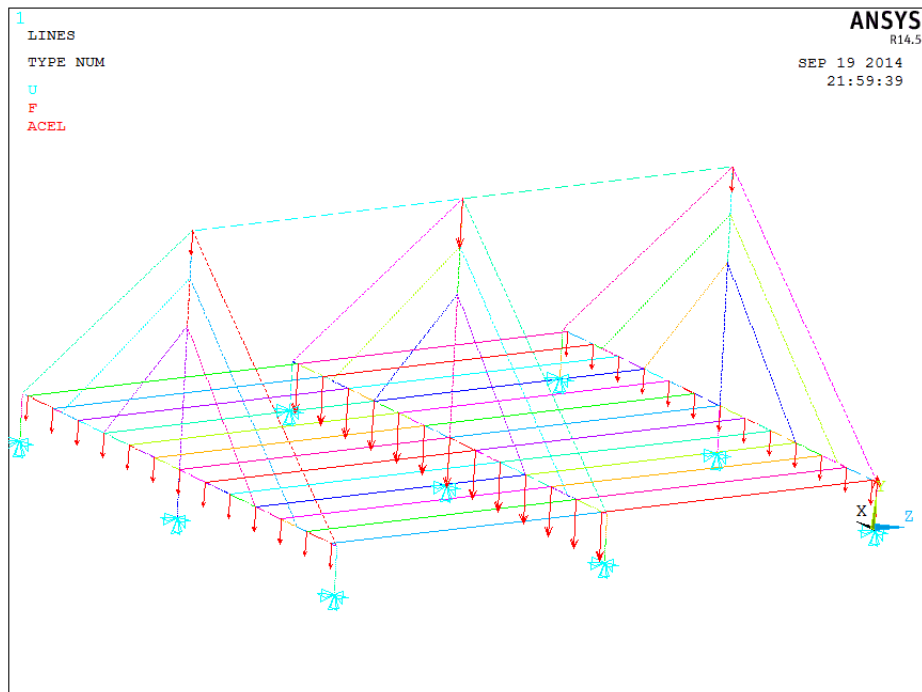 1
ANSYS
R14.5
LINES
TYPE NUM
SEP 19 2014
21:59:39
U
F
ACEL
X
Y
Z